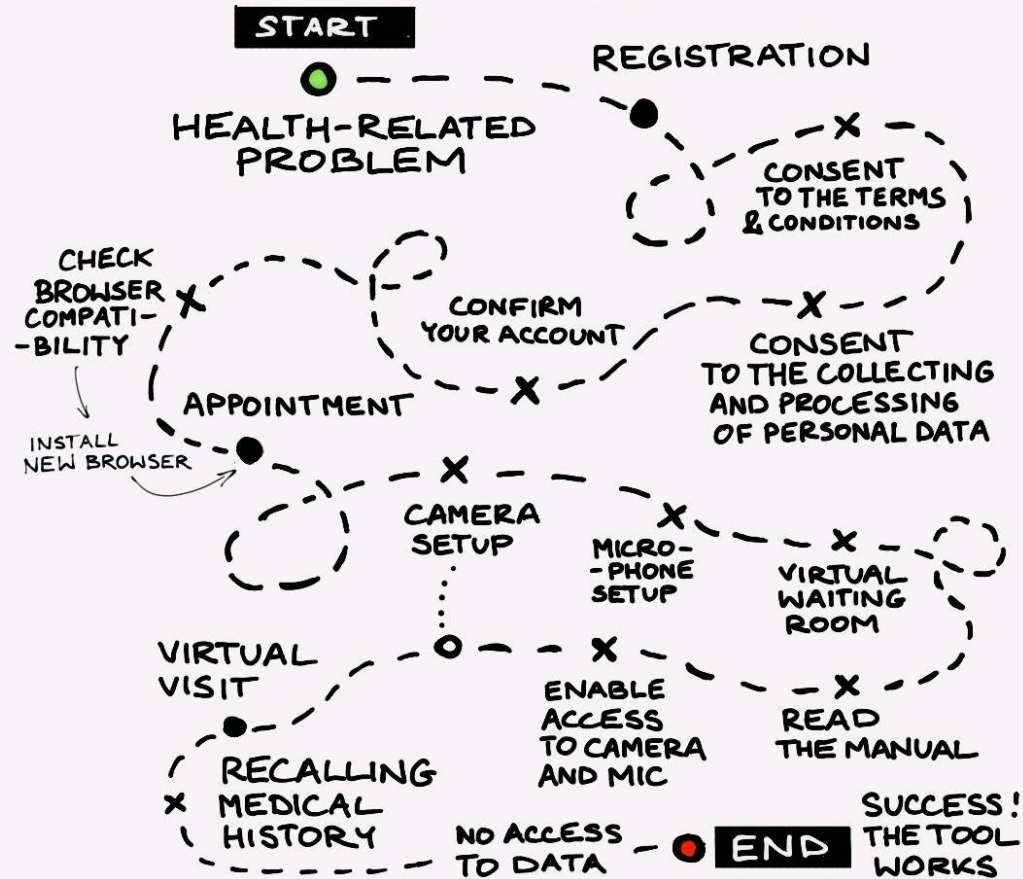 START
HEALTH-RELATED
PROBLEM
REGISTRATION
CONSENT
TO THE TERMS
& CONDITIONS
CONSENT
TO THE COLLECTING
AND PROCESSING
OF PERSONAL DATA
CONFIRM
YOUR ACCOUNT
CHECK
BROWSER
COMPATI-
-BILITY
INSTALL
NEW BROWSER
APPOINTMENT
CAMERA
SETUP
MICRO-
-PHONE
SETUP
VIRTUAL
WAITING
ROOM
READ
THE MANUAL
ENABLE
ACCESS
TO CAMERA
AND MIC
VIRTUAL
VISIT
RECALLING
MEDICAL
HISTORY
NO ACCESS
TO DATA
END
SUCCESS!
THE TOOL
WORKS